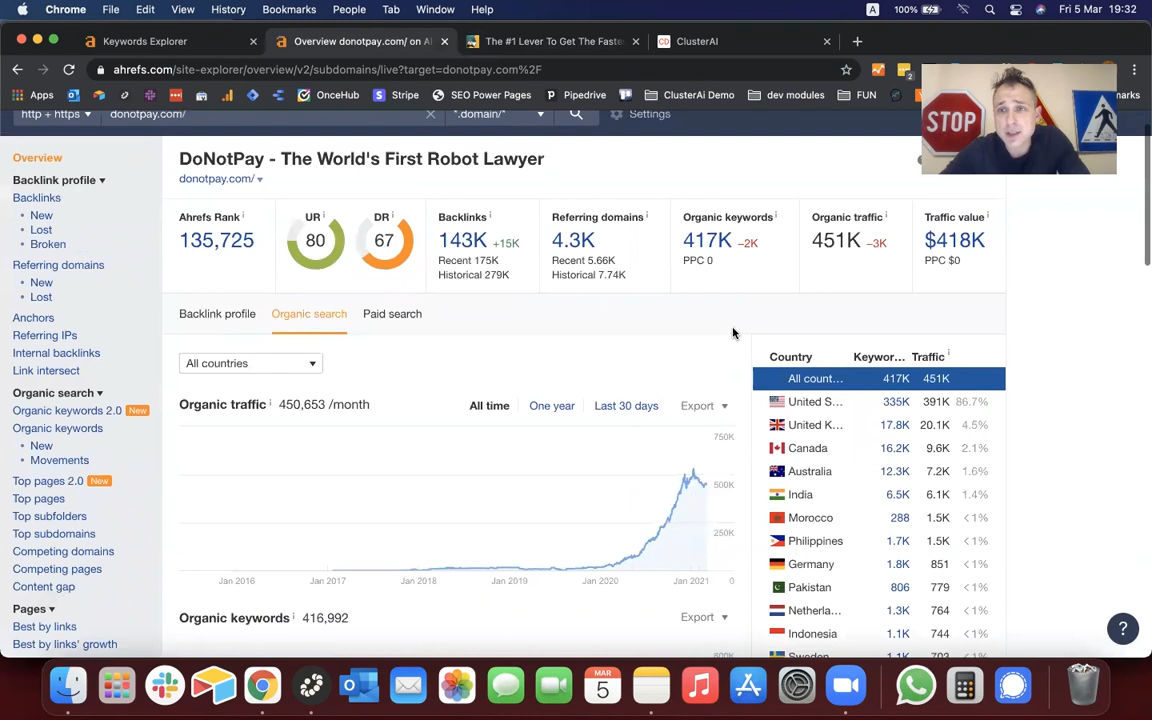 Chrome File Edit View History Bookmarks People Tab Window Help A 100% Fri 5 Mar 19:32
a Keywords Explorer × a Overview donotpay.com/ on A × The #1 Lever To Get The Faste × CD ClusterAI × +
ahrefs.com/site-explorer/overview/v2/subdomains/live?target=donotpay.com%2F 2
Apps OnceHub S Stripe SEO Power Pages Pipedrive ClusterAi Demo dev modules FUN marks
http + https donotpay.com/ *.domain/* Settings
STOP
Overview
Backlink profile
Backlinks
New
Lost
Broken
Referring domains
New
Lost
Anchors
Referring IPs
Internal backlinks
Link intersect
Organic search
Organic keywords 2.0 New
Organic keywords
New
Movements
Top pages 2.0 New
Top pages
Top subfolders
Top subdomains
Competing domains
Competing pages
Content gap
Pages
Best by links
Best by links' growth
DoNotPay - The World's First Robot Lawyer
donotpay.com/
Ahrefs Rank i
135,725
UR i
80
DR i
67
Backlinks i
143K +15K
Recent 175K
Historical 279K
Referring domains i
4.3K
Recent 5.66K
Historical 7.74K
Organic keywords i
417K –2K
PPC 0
Organic traffic i
451K –3K
Traffic value i
$418K
PPC $0
Backlink profile Organic search Paid search
All countries
Organic traffic i 450,653 /month All time One year Last 30 days Export
750K
500K
250K
0
Jan 2016 Jan 2017 Jan 2018 Jan 2019 Jan 2020 Jan 2021
Organic keywords i 416,992 Export
600K
Country Keywor... Traffic i
All count... 417K 451K
United S... 335K 391K 86.7%
United K... 17.8K 20.1K 4.5%
Canada 16.2K 9.6K 2.1%
Australia 12.3K 7.2K 1.6%
India 6.5K 6.1K 1.4%
Morocco 288 1.5K <1%
Philippines 1.7K 1.5K <1%
Germany 1.8K 851 <1%
Pakistan 806 779 <1%
Netherla... 1.3K 764 <1%
Indonesia 1.1K 744 <1%
Sweden 1.1K 703 <1%
?
MAR
5